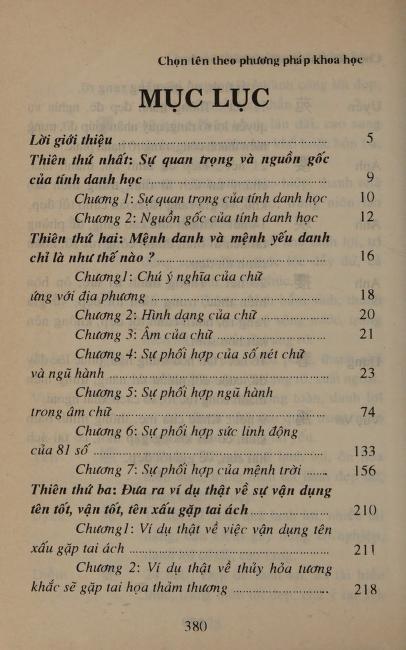 Chọn tên theo phương pháp khoa học
MỤC LỤC
Lời giới thiệu ........................................................ 5
Thiên thứ nhất: Sự quan trọng và nguồn gốc
của tính danh học ................................................ 9
Chương 1: Sự quan trọng của tính danh học 10
Chương 2: Nguồn gốc của tính danh học 12
Thiên thứ hai: Mệnh danh và mệnh yếu danh
chỉ là như thế nào ? .............................................. 16
Chương1: Chú ý nghĩa của chữ
ứng với địa phương ............................................. 18
Chương 2: Hình dạng của chữ .......................... 20
Chương 3: Âm của chữ ..................................... 21
Chương 4: Sự phối hợp của số nét chữ
và ngũ hành ........................................................ 23
Chương 5: Sự phối hợp ngũ hành
trong âm chữ ...................................................... 74
Chương 6: Sự phối hợp sức linh động
của 81 số ............................................................ 133
Chương 7: Sự phối hợp của mệnh trời ...... 156
Thiên thứ ba: Đưa ra ví dụ thật về sự vận dụng
tên tốt, vận tốt, tên xấu gặp tai ách .................... 210
Chương1: Ví dụ thật về việc vận dụng tên
xấu gặp tai ách .................................................... 211
Chương 2: Ví dụ thật về thủy hỏa tương
khắc sẽ gặp tai họa thảm thương ........................ 218
380